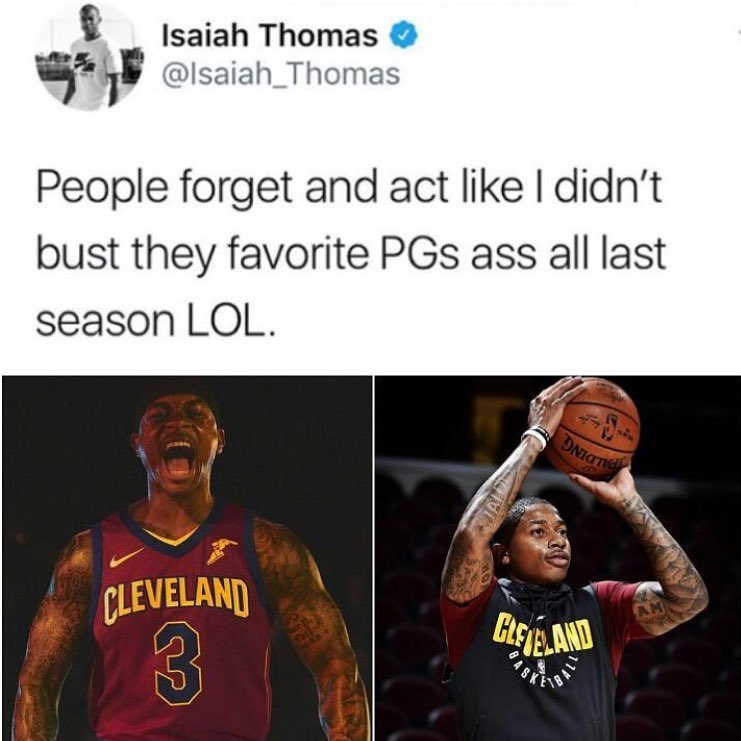 Isaiah Thomas
@Isaiah_Thomas
People forget and act like I didn't
bust they favorite PGs ass all last
season LOL.
CLEVELAND
3
SPALDING
CLEVELAND
BASKETBALL